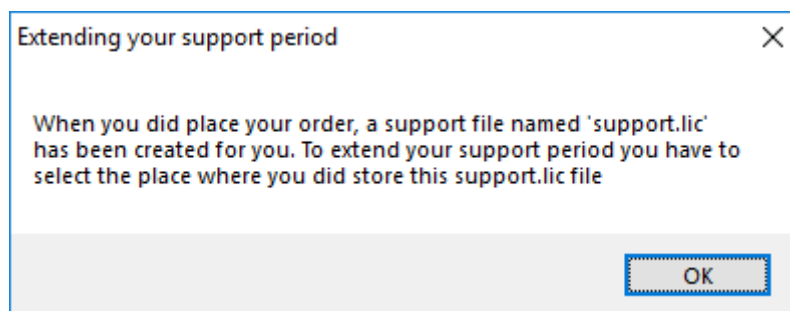 Extending your support period
When you did place your order, a support file named 'support.lic'
has been created for you. To extend your support period you have to
select the place where you did store this support.lic file
OK